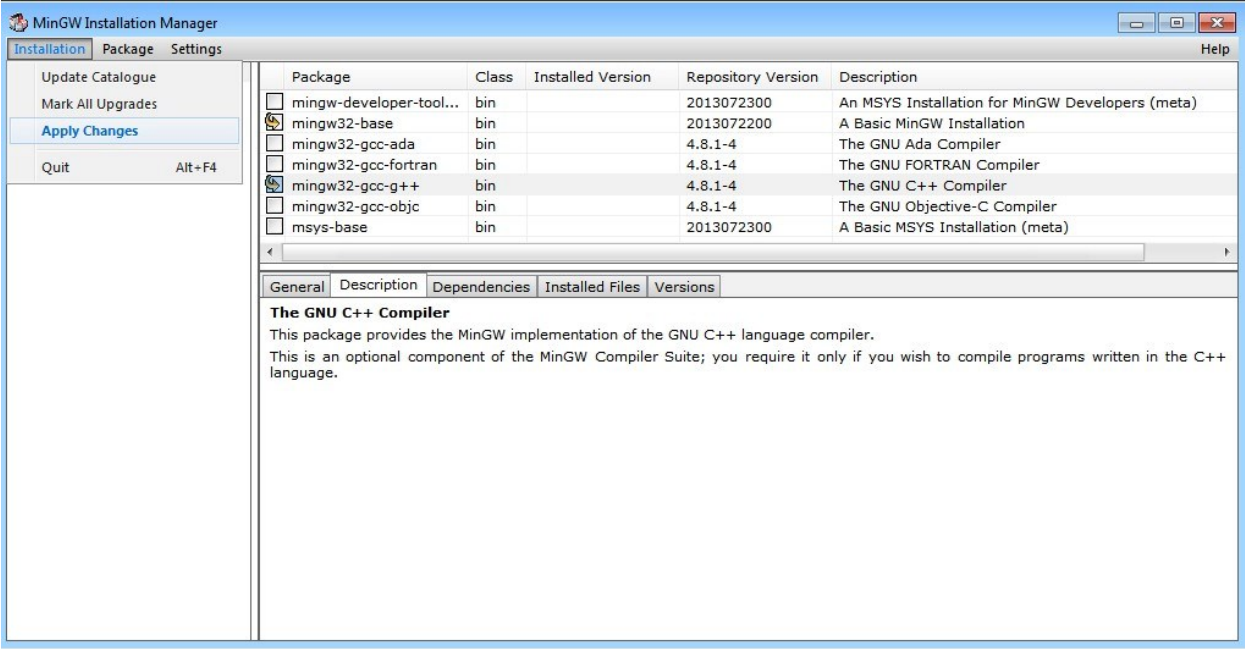 MinGW Installation Manager
Installation Package Settings Help
Update Catalogue
Mark All Upgrades
Apply Changes
Quit Alt+F4
Package Class Installed Version Repository Version Description
mingw-developer-tool... bin 2013072300 An MSYS Installation for MinGW Developers (meta)
mingw32-base bin 2013072200 A Basic MinGW Installation
mingw32-gcc-ada bin 4.8.1-4 The GNU Ada Compiler
mingw32-gcc-fortran bin 4.8.1-4 The GNU FORTRAN Compiler
mingw32-gcc-g++ bin 4.8.1-4 The GNU C++ Compiler
mingw32-gcc-objc bin 4.8.1-4 The GNU Objective-C Compiler
msys-base bin 2013072300 A Basic MSYS Installation (meta)
General Description Dependencies Installed Files Versions
The GNU C++ Compiler
This package provides the MinGW implementation of the GNU C++ language compiler.
This is an optional component of the MinGW Compiler Suite; you require it only if you wish to compile programs written in the C++
language.